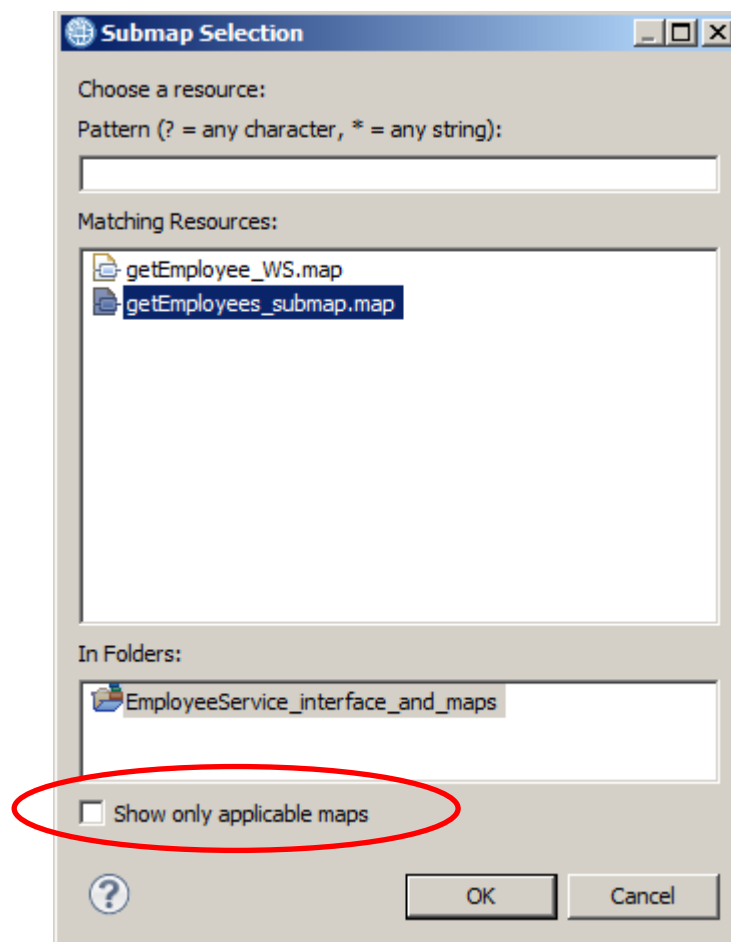 Submap Selection
Choose a resource:
Pattern (? = any character, * = any string):
Matching Resources:
getEmployee_WS.map
getEmployees_submap.map
In Folders:
EmployeeService_interface_and_maps
Show only applicable maps
? OK Cancel